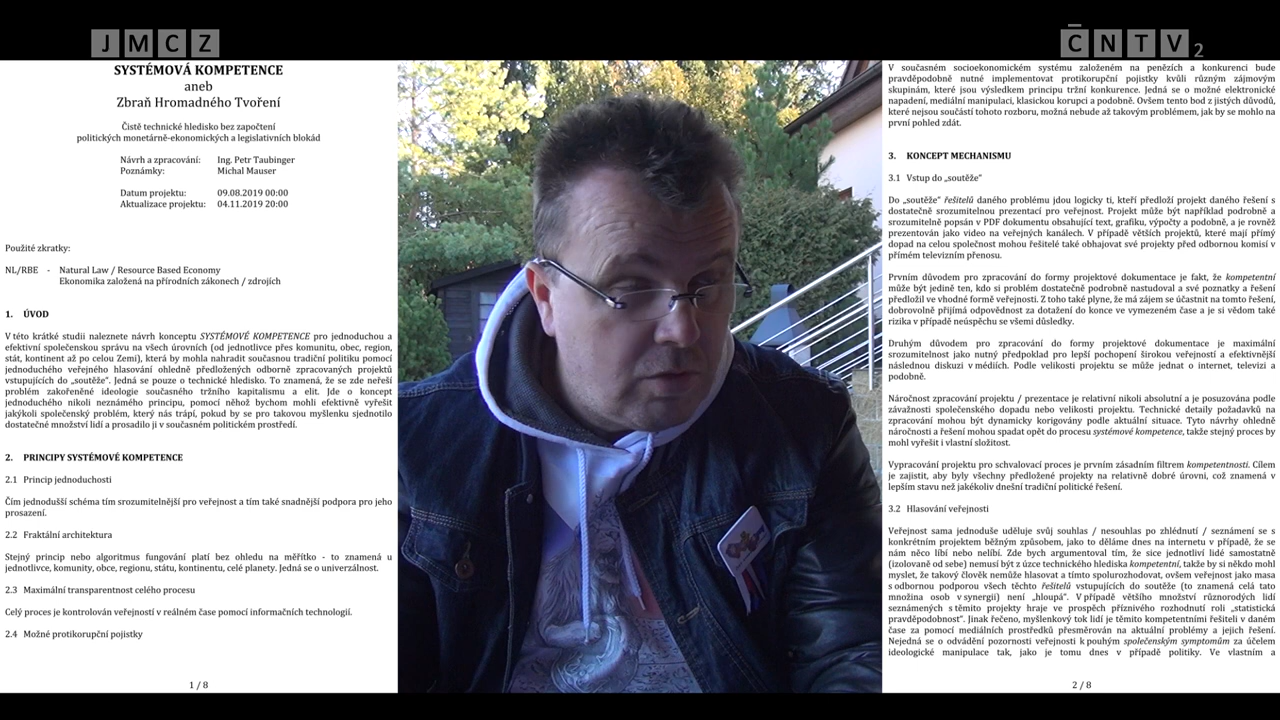 JMCZ
ČNTV2
SYSTÉMOVÁ KOMPETENCE
aneb
Zbraň Hromadného Tvoření
Čistě technické hledisko bez započtení
politických monetárně-ekonomických a legislativních blokád
Návrh a zpracování: Ing. Petr Taubinger
Poznámky: Michal Mauser
Datum projektu: 09.08.2019 00:00
Aktualizace projektu: 04.11.2019 20:00
Použité zkratky:
NL/RBE - Natural Law / Resource Based Economy
Ekonomika založená na přírodních zákonech / zdrojích
1. ÚVOD
V této krátké studii naleznete návrh konceptu SYSTÉMOVÉ KOMPETENCE pro jednoduchou a
efektivní společenskou správu na všech úrovních (od jednotlivce přes komunitu, obec, region,
stát, kontinent až po celou Zemi), která by mohla nahradit současnou tradiční politiku pomocí
jednoduchého veřejného hlasování ohledně předložených odborně zpracovaných projektů
vstupujících do „soutěže". Jedná se pouze o technické hledisko. To znamená, že se zde neřeší
problém zakořeněné ideologie současného tržního kapitalismu a elit. Jde o koncept
jednoduchého nikoli neznámého principu, pomocí něhož bychom mohli efektivně vyřešit
jakýkoli společenský problém, který nás trápí, pokud by se pro takovou myšlenku sjednotilo
dostatečné množství lidí a prosadilo ji v současném politickém prostředí.
2. PRINCIPY SYSTÉMOVÉ KOMPETENCE
2.1 Princip jednoduchosti
Čím jednodušší schéma tím srozumitelnější pro veřejnost a tím také snadnější podpora pro jeho
prosazení.
2.2 Fraktální architektura
Stejný princip nebo algoritmus fungování platí bez ohledu na měřítko - to znamená u
jednotlivce, komunity, obce, regionu, státu, kontinentu, celé planety. Jedná se o univerzálnost.
2.3 Maximální transparentnost celého procesu
Celý proces je kontrolován veřejností v reálném čase pomocí informačních technologií.
2.4 Možné protikorupční pojistky
1 / 8
V současném socioekonomickém systému založeném na penězích a konkurenci bude
pravděpodobně nutné implementovat protikorupční pojistky kvůli různým zájmovým
skupinám, které jsou výsledkem principu tržní konkurence. Jedná se o možné elektronické
napadení, mediální manipulaci, klasickou korupci a podobně. Ovšem tento bod z jistých důvodů,
které nejsou součástí tohoto rozboru, možná nebude až takovým problémem, jak by se mohlo na
první pohled zdát.
3. KONCEPT MECHANISMU
3.1 Vstup do „soutěže"
Do „soutěže" řešitelů daného problému jdou logicky ti, kteří předloží projekt daného řešení s
dostatečně srozumitelnou prezentací pro veřejnost. Projekt může být například podrobně a
srozumitelně popsán v PDF dokumentu obsahující text, grafiku, výpočty a podobně, a je rovněž
prezentován jako video na veřejných kanálech. V případě větších projektů, které mají přímý
dopad na celou společnost mohou řešitelé také obhajovat své projekty před odbornou komisí v
přímém televizním přenosu.
Prvním důvodem pro zpracování do formy projektové dokumentace je fakt, že kompetentní
může být jedině ten, kdo si problém dostatečně podrobně nastudoval a své poznatky a řešení
předložil ve vhodné formě veřejnosti. Z toho také plyne, že má zájem se účastnit na tomto řešení,
dobrovolně přijímá odpovědnost za dotažení do konce ve vymezeném čase a je si vědom také
rizika v případě neúspěchu se všemi důsledky.
Druhým důvodem pro zpracování do formy projektové dokumentace je maximální
srozumitelnost jako nutný předpoklad pro lepší pochopení širokou veřejností a efektivnější
následnou diskuzi v médiích. Podle velikosti projektu se může jednat o internet, televizi a
podobně.
Náročnost zpracování projektu / prezentace je relativní nikoli absolutní a je posuzována podle
závažnosti společenského dopadu nebo velikosti projektu. Technické detaily požadavků na
zpracování mohou být dynamicky korigovány podle aktuální situace. Tyto návrhy ohledně
náročnosti a řešení mohou spadat opět do procesu systémové kompetence, takže stejný proces by
mohl vyřešit i vlastní složitost.
Vypracování projektu pro schvalovací proces je prvním zásadním filtrem kompetentnosti. Cílem
je zajistit, aby byly všechny předložené projekty na relativně dobré úrovni, což znamená v
lepším stavu než jakékoliv dnešní tradiční politické řešení.
3.2 Hlasování veřejnosti
Veřejnost sama jednoduše uděluje svůj souhlas / nesouhlas po zhlédnutí / seznámení se s
konkrétním projektem běžným způsobem, jako to děláme dnes na internetu v případě, že se
nám něco líbí nebo nelíbí. Zde bych argumentoval tím, že sice jednotliví lidé samostatně
(izolovaně od sebe) nemusí být z úzce technického hlediska kompetentní, takže by si někdo mohl
myslet, že takový člověk nemůže hlasovat a tímto spolurozhodovat, ovšem veřejnost jako masa
s odbornou podporou všech těchto řešitelů vstupujících do soutěže (to znamená celá tato
množina osob v synergii) není „hloupá". V případě většího množství různorodých lidí
seznámených s těmito projekty hraje ve prospěch příznivého rozhodnutí roli „statistická
pravděpodobnost". Jinak řečeno, myšlenkový tok lidí je těmito kompetentními řešiteli v daném
čase za pomocí mediálních prostředků přesměrován na aktuální problémy a jejich řešení.
Nejedná se o odvádění pozornosti veřejnosti k pouhým společenským symptomům za účelem
ideologické manipulace tak, jako je tomu dnes v případě politiky. Ve vlastním a
2 / 8